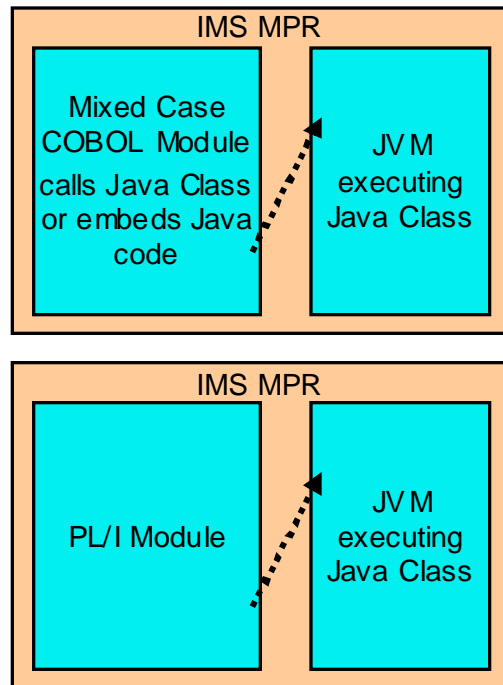 IMS MPR
Mixed Case
COBOL Module
calls Java Class
or embeds Java
code
JVM
executing
Java Class
IMS MPR
PL/I Module
JVM
executing
Java Class